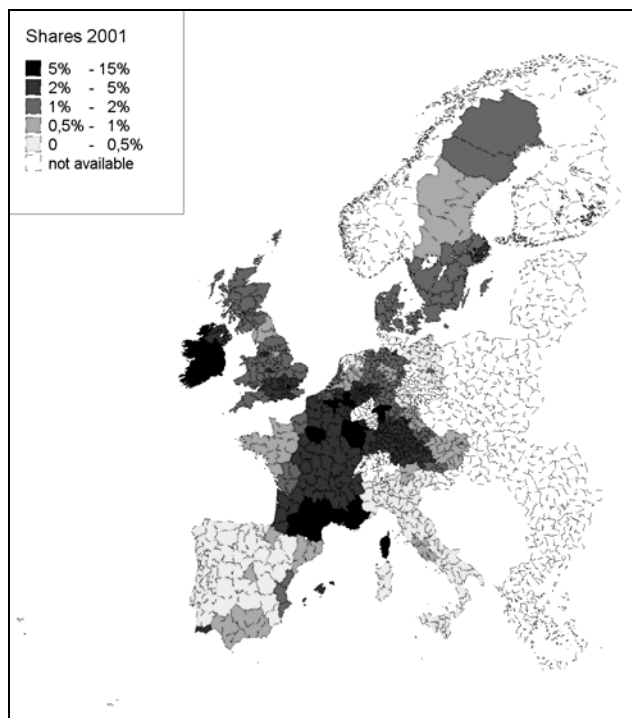 Shares 2001
5% - 15%
2% - 5%
1% - 2%
0,5% - 1%
0 - 0,5%
not available